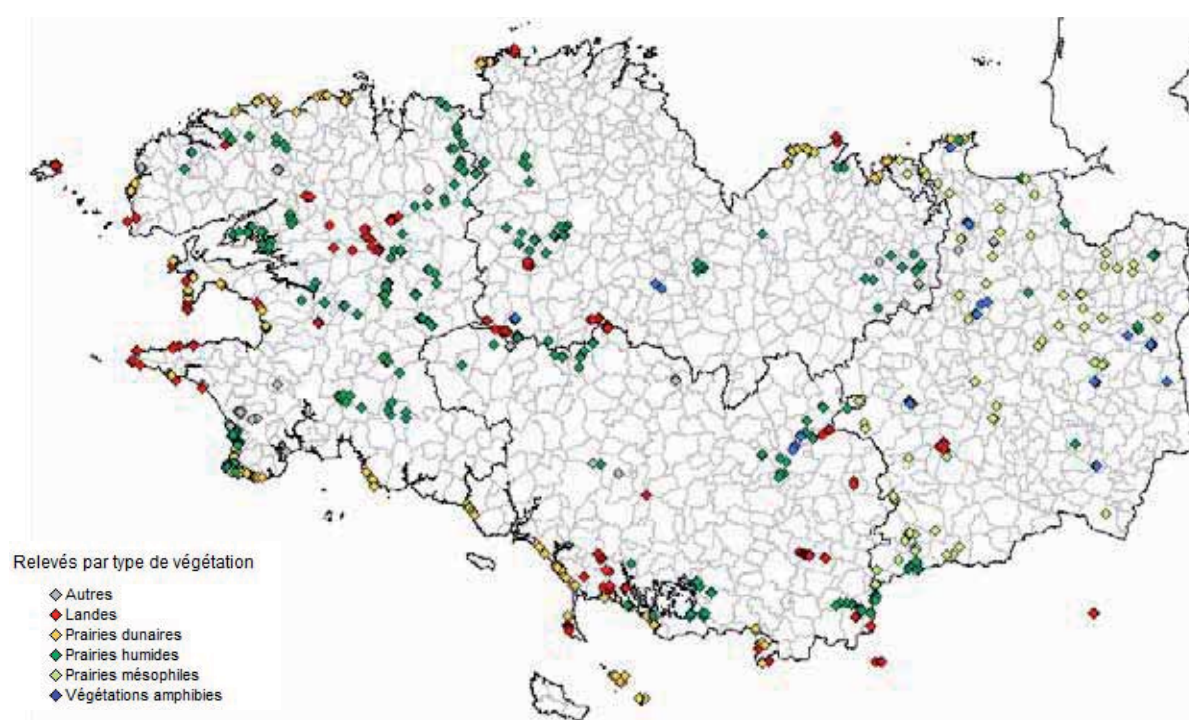 Relevés par type de végétation
Autres
Landes
Prairies dunaires
Prairies humides
Prairies mésophiles
Végétations amphibies